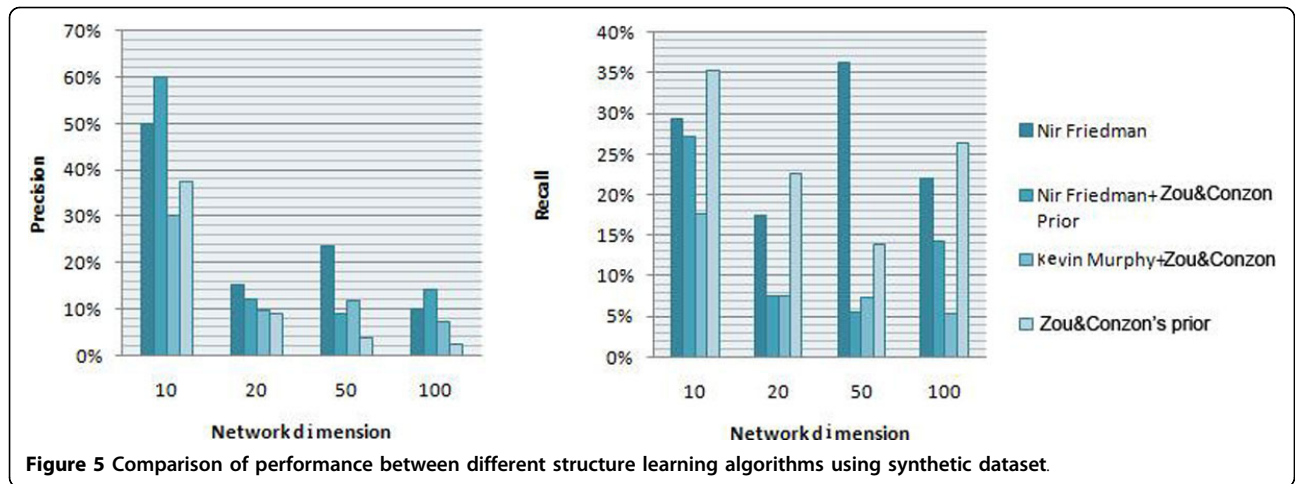 70%
60%
50%
40%
30%
20%
10%
0%
Precision
10 20 50 100
Network dimension
40%
35%
30%
25%
20%
15%
10%
5%
0%
Recall
10 20 50 100
Network dimension
Nir Friedman
Nir Friedman+Zou&Conzon
Prior
Kevin Murphy+Zou&Conzon
Zou&Conzon's prior
Figure 5 Comparison of performance between different structure learning algorithms using synthetic dataset.